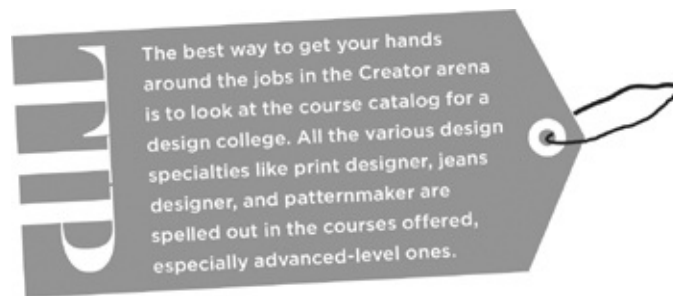 TIP
The best way to get your hands
around the jobs in the Creator arena
is to look at the course catalog for a
design college. All the various design
specialties like print designer, jeans
designer, and patternmaker are
spelled out in the courses offered,
especially advanced-level ones.